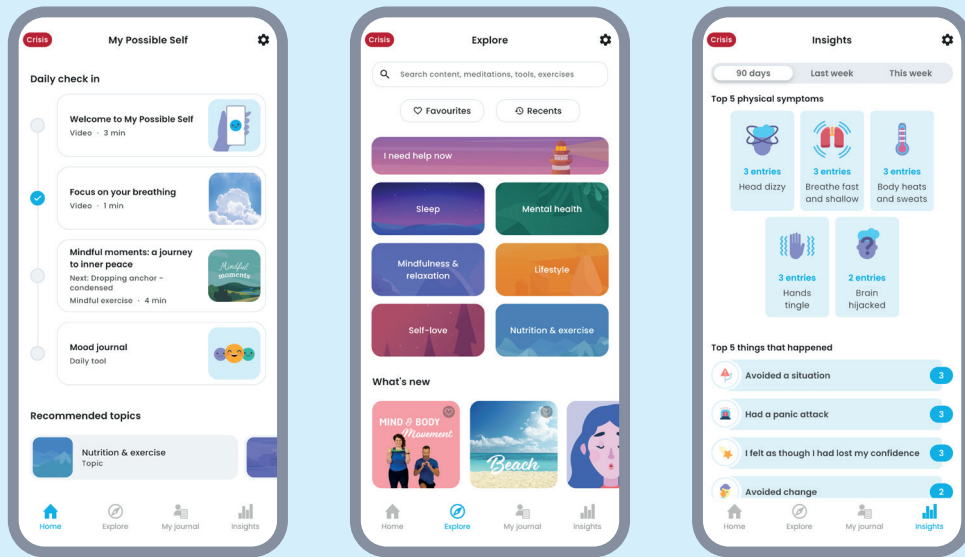 Crisis
My Possible Self
Daily check in
Welcome to My Possible Self
Video · 3 min
Focus on your breathing
Video · 1 min
Mindful moments: a journey
to inner peace
Next: Dropping anchor -
condensed
Mindful exercise · 4 min
Mindful
moments
Mood journal
Daily tool
Recommended topics
Nutrition & exercise
Topic
Home
Explore
My journal
Insights
Crisis
Explore
Search content, meditations, tools, exercises
Favourites
Recents
I need help now
Sleep
Mental health
Mindfulness &
relaxation
Lifestyle
Self-love
Nutrition & exercise
What's new
MIND & BODY
Movement
Beach
Home
Explore
My journal
Insights
Crisis
Insights
90 days
Last week
This week
Top 5 physical symptoms
3 entries
Head dizzy
3 entries
Breathe fast
and shallow
3 entries
Body heats
and sweats
3 entries
Hands
tingle
2 entries
Brain
hijacked
Top 5 things that happened
Avoided a situation
3
Had a panic attack
3
I felt as though I had lost my confidence
3
Avoided change
2
Home
Explore
My journal
Insights